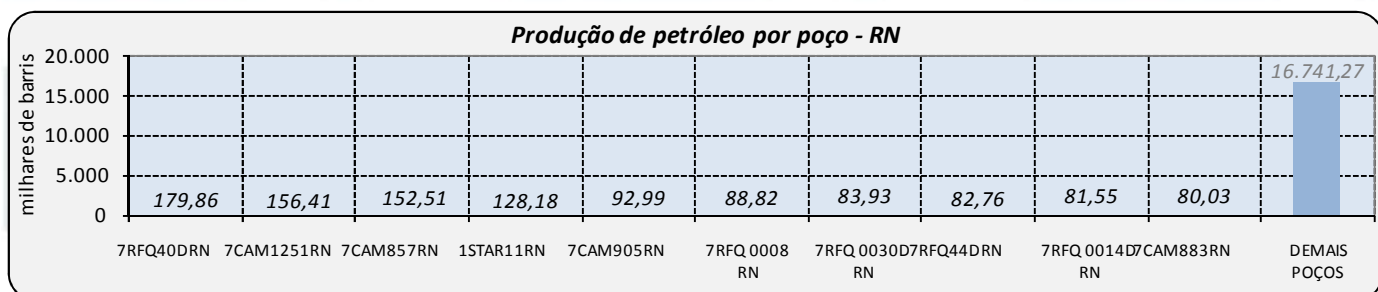 Produção de petróleo por poço - RN
milhares de barris
20.000
15.000
10.000
5.000
0
179,86 156,41 152,51 128,18 92,99 88,82 83,93 82,76 81,55 80,03 16.741,27
7RFQ40DRN 7CAM1251RN 7CAM857RN 1STAR11RN 7CAM905RN 7RFQ 0008 RN 7RFQ 0030D RN 7RFQ44DRN 7RFQ 0014D RN 7CAM883RN DEMAIS POÇOS